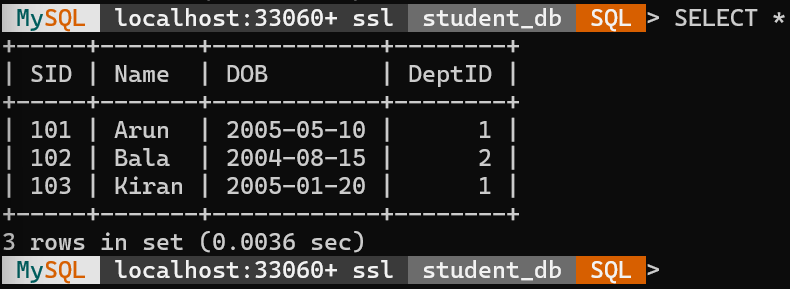 MySQL localhost:33060+ ssl student_db SQL > SELECT *
+-----+-------+------------+--------+
| SID | Name  | DOB        | DeptID |
+-----+-------+------------+--------+
| 101 | Arun  | 2005-05-10 |      1 |
| 102 | Bala  | 2004-08-15 |      2 |
| 103 | Kiran | 2005-01-20 |      1 |
+-----+-------+------------+--------+
3 rows in set (0.0036 sec)
MySQL localhost:33060+ ssl student_db SQL >